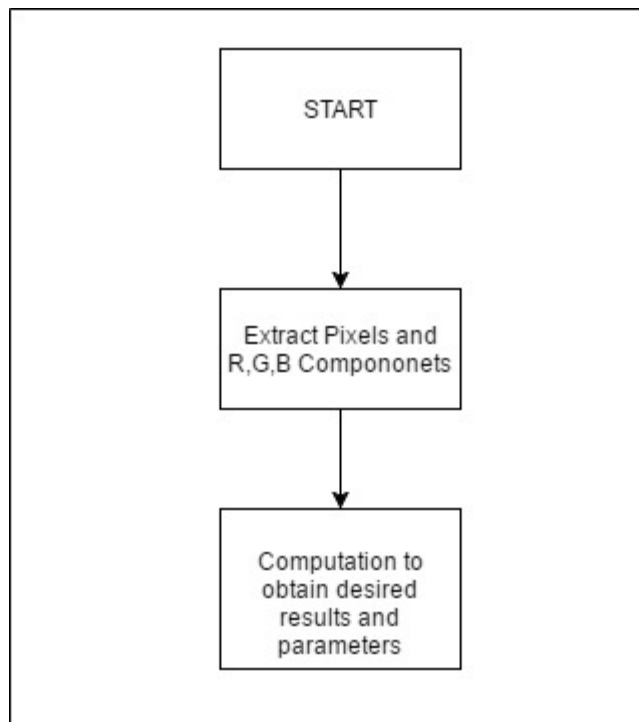 START
Extract Pixels and
R,G,B Compononets
Computation to
obtain desired
results and
parameters